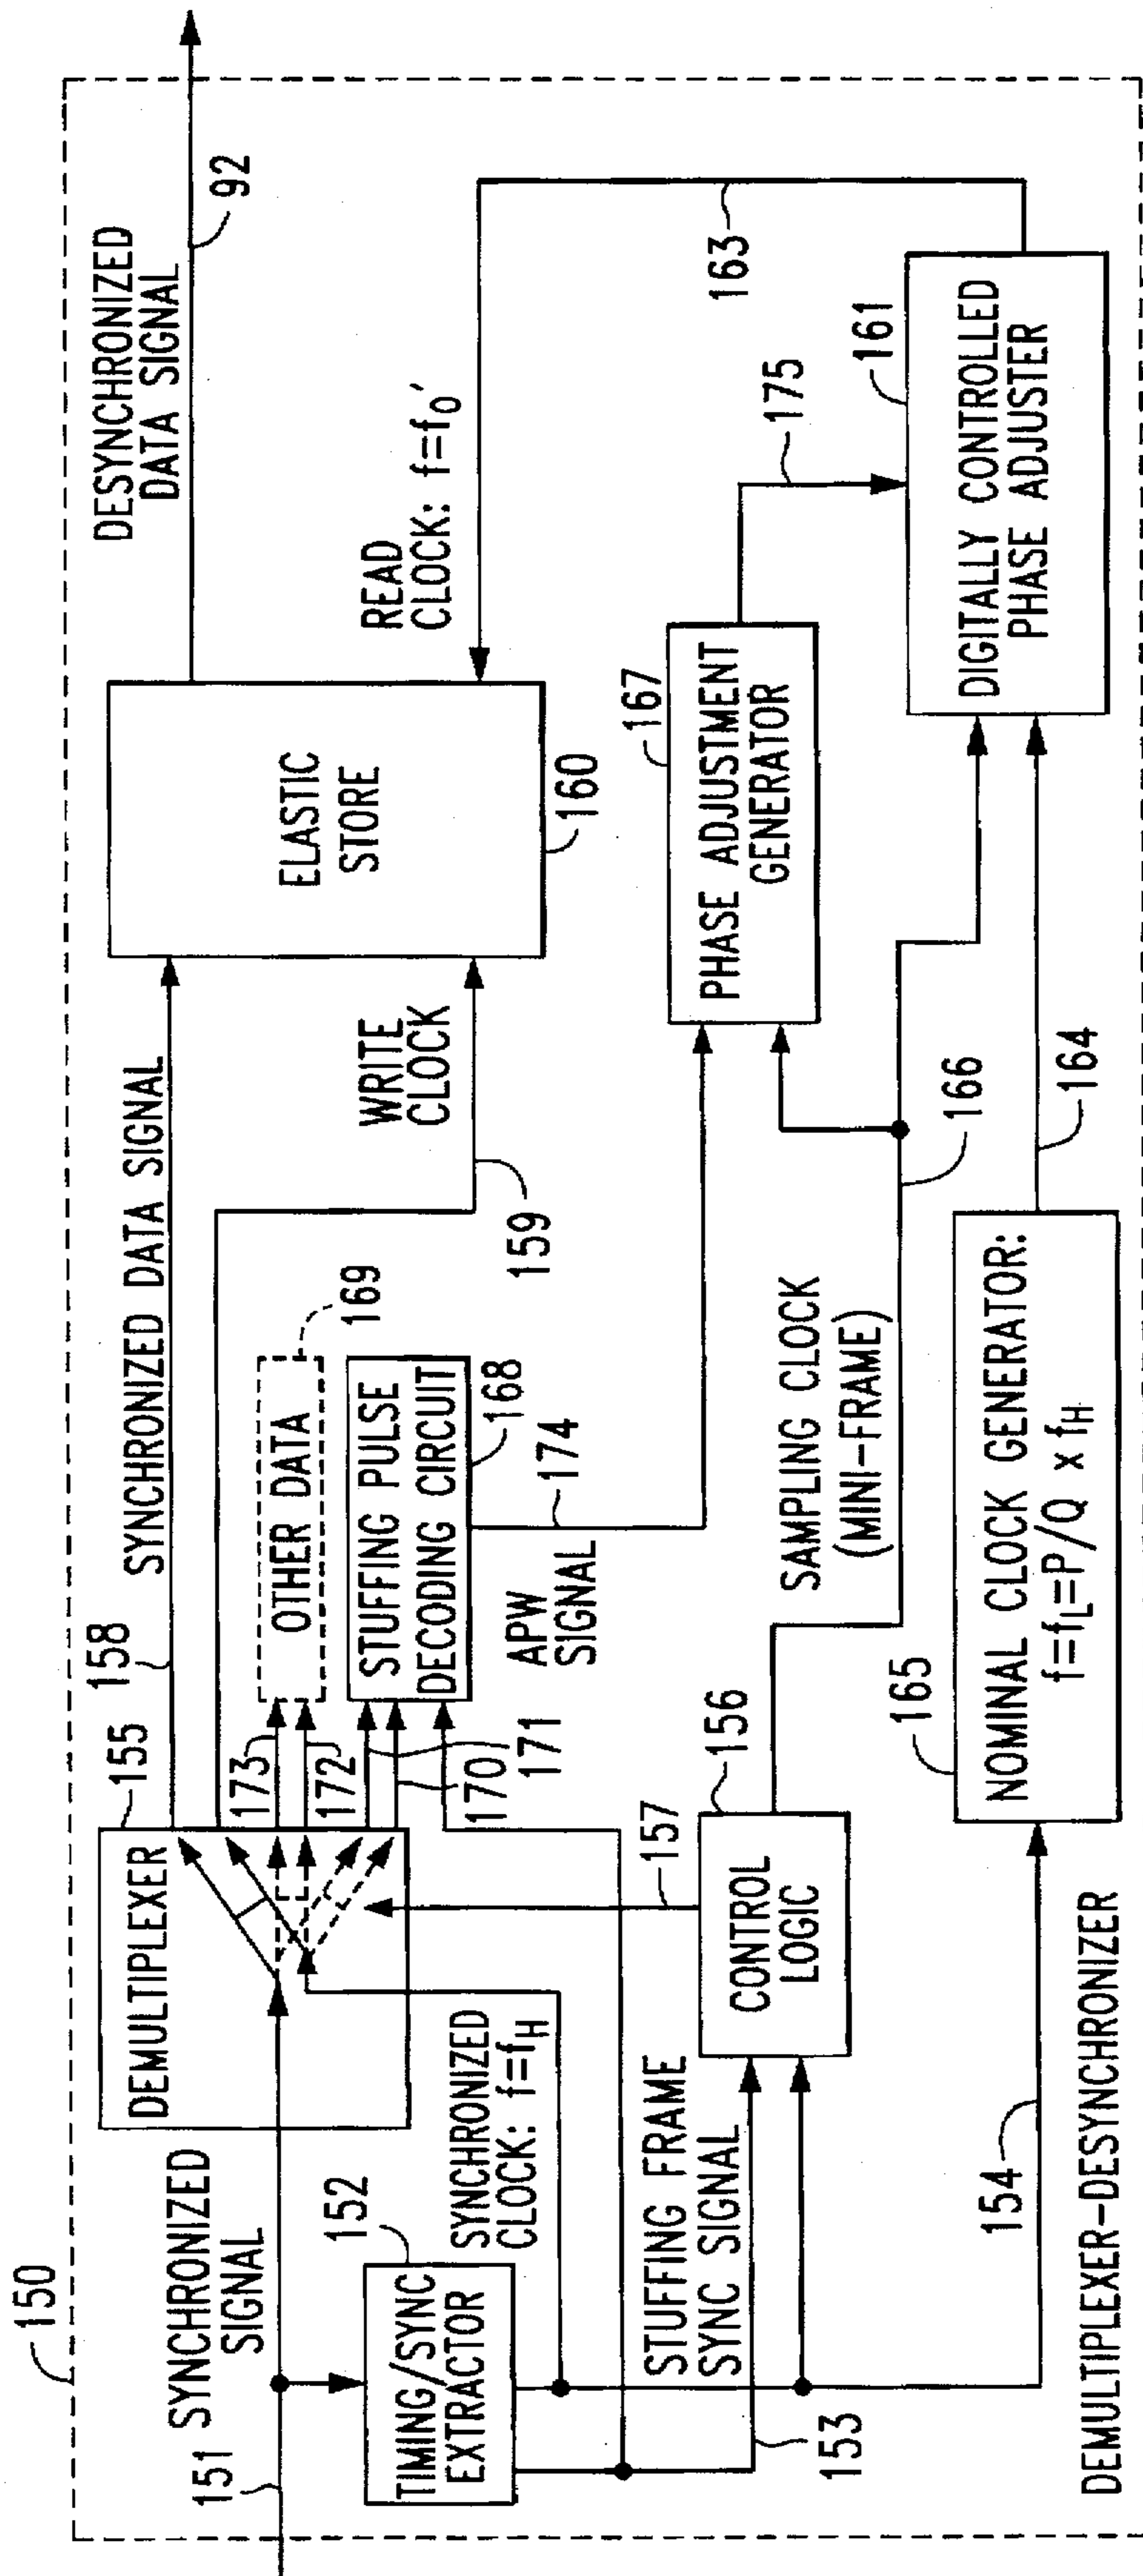 150
151
SYNCHRONIZED
SIGNAL
TIMING/SYNC
EXTRACTOR
152
153
154
DEMULTIPLEXER
155
SYNCHRONIZED
CLOCK: f=fH
STUFFING FRAME
SYNC SIGNAL
CONTROL
LOGIC
156
157
158
SYNCHRONIZED DATA SIGNAL
173
172
170
171
OTHER DATA
169
STUFFING PULSE
DECODING CIRCUIT
168
174
APW
SIGNAL
WRITE
CLOCK
159
ELASTIC
STORE
160
DESYNCHRONIZED
DATA SIGNAL
92
READ
CLOCK: f=fo'
163
SAMPLING CLOCK
(MINI-FRAME)
166
PHASE ADJUSTMENT
GENERATOR
167
175
DIGITALLY CONTROLLED
PHASE ADJUSTER
161
NOMINAL CLOCK GENERATOR:
f=fL=P/Q x fH
165
164
DEMULTIPLEXER-DESYNCHRONIZER